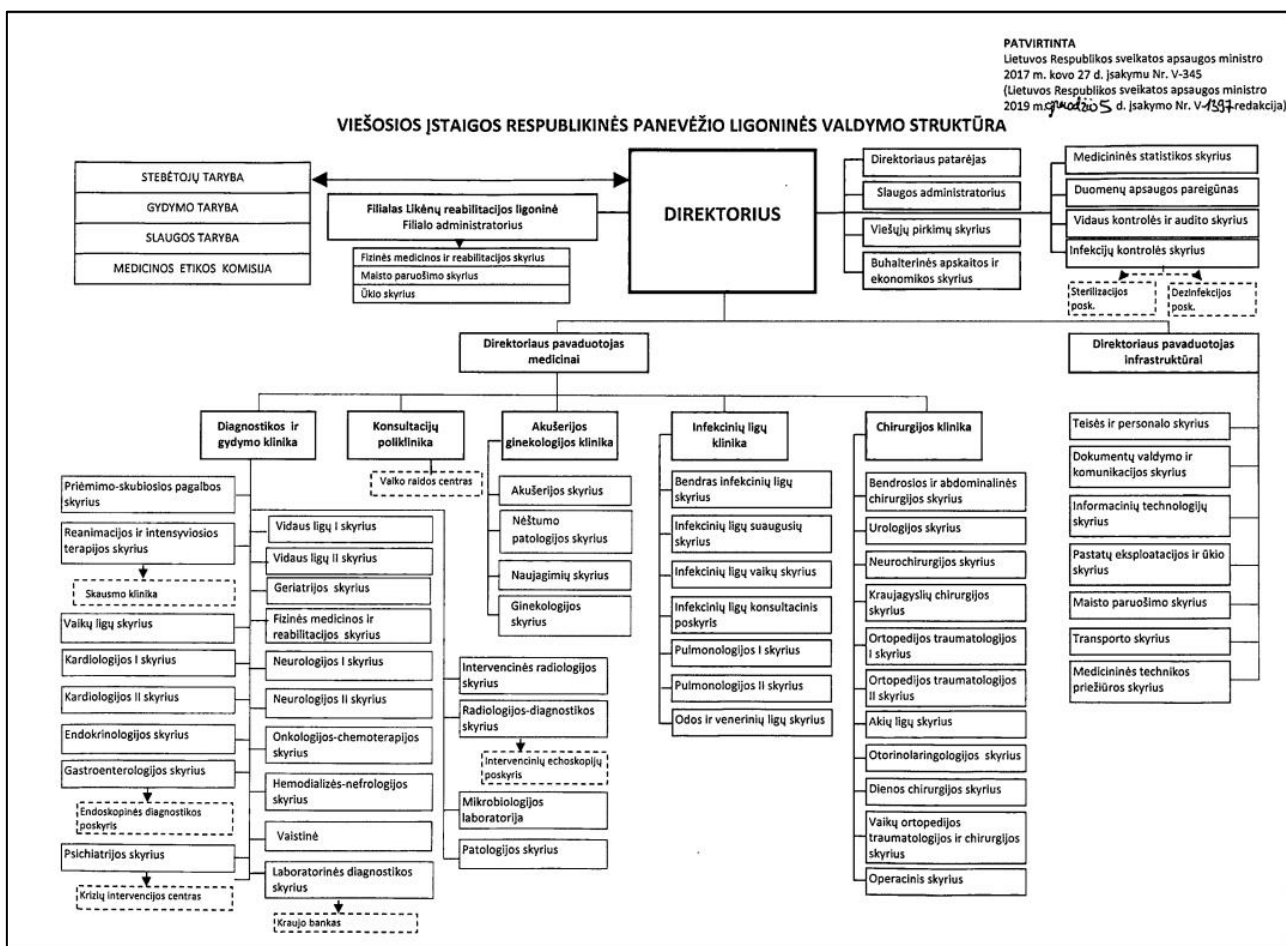 PATVIRTINTA
Lietuvos Respublikos sveikatos apsaugos ministro
2017 m. kovo 27 d. įsakymu Nr. V-345
(Lietuvos Respublikos sveikatos apsaugos ministro
2019 m. gruodžio 5 d. įsakymo Nr. V-1397 redakcija)
VIEŠOSIOS ĮSTAIGOS RESPUBLIKINĖS PANEVĖŽIO LIGONINĖS VALDYMO STRUKTŪRA
STEBĖTOJŲ TARYBA
GYDYMO TARYBA
SLAUGOS TARYBA
MEDICINOS ETIKOS KOMISIJA
Filialas Likėnų reabilitacijos ligoninė
Filialo administratorius
Fizinės medicinos ir reabilitacijos skyrius
Maisto paruošimo skyrius
Ūkio skyrius
DIREKTORIUS
Direktoriaus patarėjas
Slaugos administratorius
Viešųjų pirkimų skyrius
Buhalterinės apskaitos ir
ekonomikos skyrius
Medicininės statistikos skyrius
Duomenų apsaugos pareigūnas
Vidaus kontrolės ir audito skyrius
Infekcijų kontrolės skyrius
Sterilizacijos
posk.
Dezinfekcijos
posk.
Direktoriaus pavaduotojas
medicinai
Direktoriaus pavaduotojas
infrastruktūrai
Diagnostikos ir
gydymo klinika
Priėmimo-skubiosios pagalbos
skyrius
Reanimacijos ir intensyviosios
terapijos skyrius
Skausmo klinika
Vaikų ligų skyrius
Kardiologijos I skyrius
Kardiologijos II skyrius
Endokrinologijos skyrius
Gastroenterologijos skyrius
Endoskopinės diagnostikos
poskyris
Psichiatrijos skyrius
Krizių intervencijos centras
Vidaus ligų I skyrius
Vidaus ligų II skyrius
Geriatrijos skyrius
Fizinės medicinos ir
reabilitacijos skyrius
Neurologijos I skyrius
Neurologijos II skyrius
Onkologijos-chemoterapijos
skyrius
Hemodializės-nefrologijos
skyrius
Vaistinė
Laboratorinės diagnostikos
skyrius
Kraujo bankas
Intervencinės radiologijos
skyrius
Radiologijos-diagnostikos
skyrius
Intervencinių echoskopijų
poskyris
Mikrobiologijos
laboratorija
Patologijos skyrius
Konsultacijų
poliklinika
Vaiko raidos centras
Akušerijos
ginekologijos klinika
Akušerijos skyrius
Nėštumo
patologijos skyrius
Naujagimių skyrius
Ginekologijos
skyrius
Infekcinių ligų
klinika
Bendras infekcinių ligų
skyrius
Infekcinių ligų suaugusių
skyrius
Infekcinių ligų vaikų skyrius
Infekcinių ligų konsultacinis
poskyris
Pulmonologijos I skyrius
Pulmonologijos II skyrius
Odos ir venerinių ligų skyrius
Chirurgijos klinika
Bendrosios ir abdominalinės
chirurgijos skyrius
Urologijos skyrius
Neurochirurgijos skyrius
Kraujagyslių chirurgijos
skyrius
Ortopedijos traumatologijos
I skyrius
Ortopedijos traumatologijos
II skyrius
Akių ligų skyrius
Otorinolaringologijos skyrius
Dienos chirurgijos skyrius
Vaikų ortopedijos
traumatologijos ir chirurgijos
skyrius
Operacinis skyrius
Teisės ir personalo skyrius
Dokumentų valdymo ir
komunikacijos skyrius
Informacinių technologijų
skyrius
Pastatų eksploatacijos ir ūkio
skyrius
Maisto paruošimo skyrius
Transporto skyrius
Medicininės technikos
priežiūros skyrius